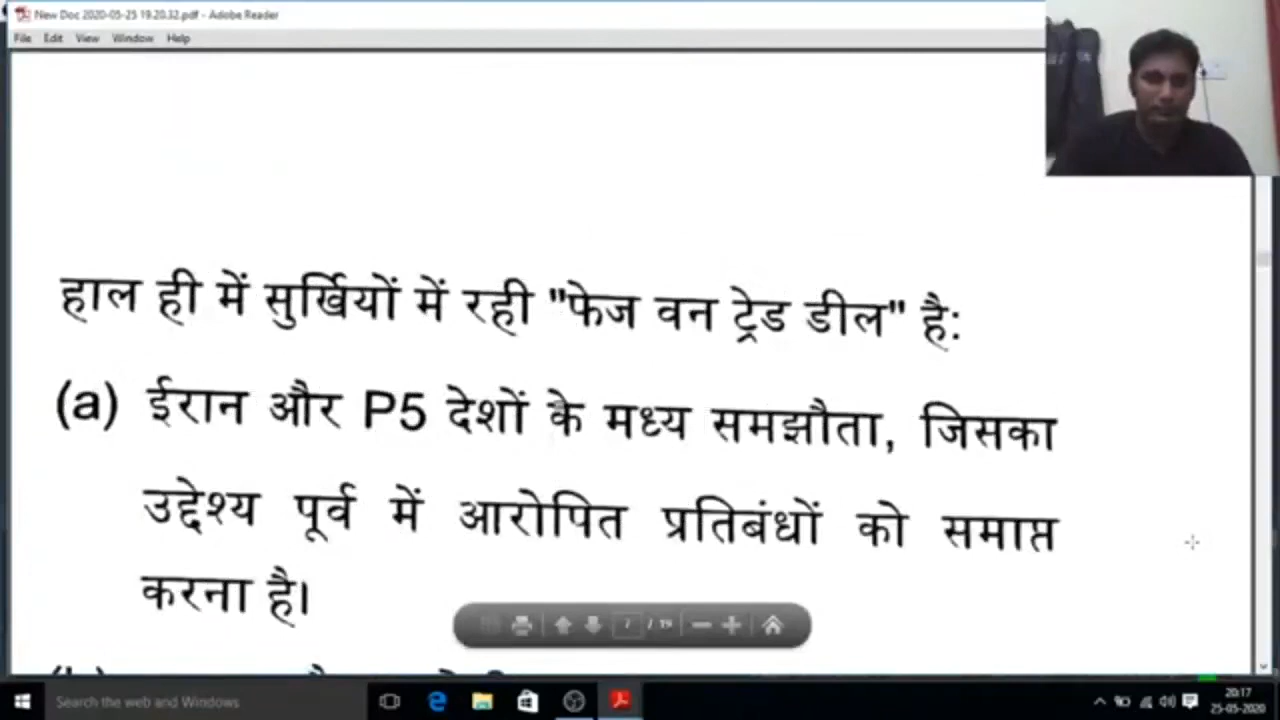 New Doc 2020-05-25 19.20.32.pdf - Adobe Reader
File Edit View Window Help
हाल ही में सुर्खियों में रही "फेज वन ट्रेड डील" है:
(a) ईरान और P5 देशों के मध्य समझौता, जिसका
उद्देश्य पूर्व में आरोपित प्रतिबंधों को समाप्त
करना है।
7 / 19
Search the web and Windows
20:17
25-05-2020